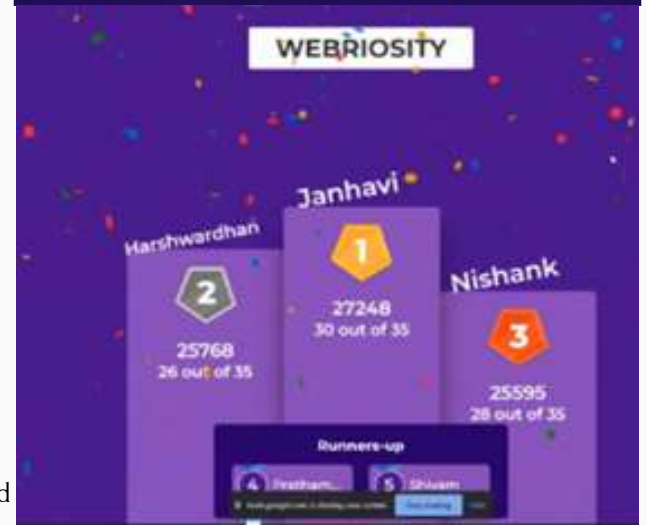 WEBRIOSITY
Janhavi
1
27248
30 out of 35
Harshwardhan
2
25768
26 out of 35
Nishank
3
25595
28 out of 35
Runners-up
4 Pratham...
5 Shivam
d